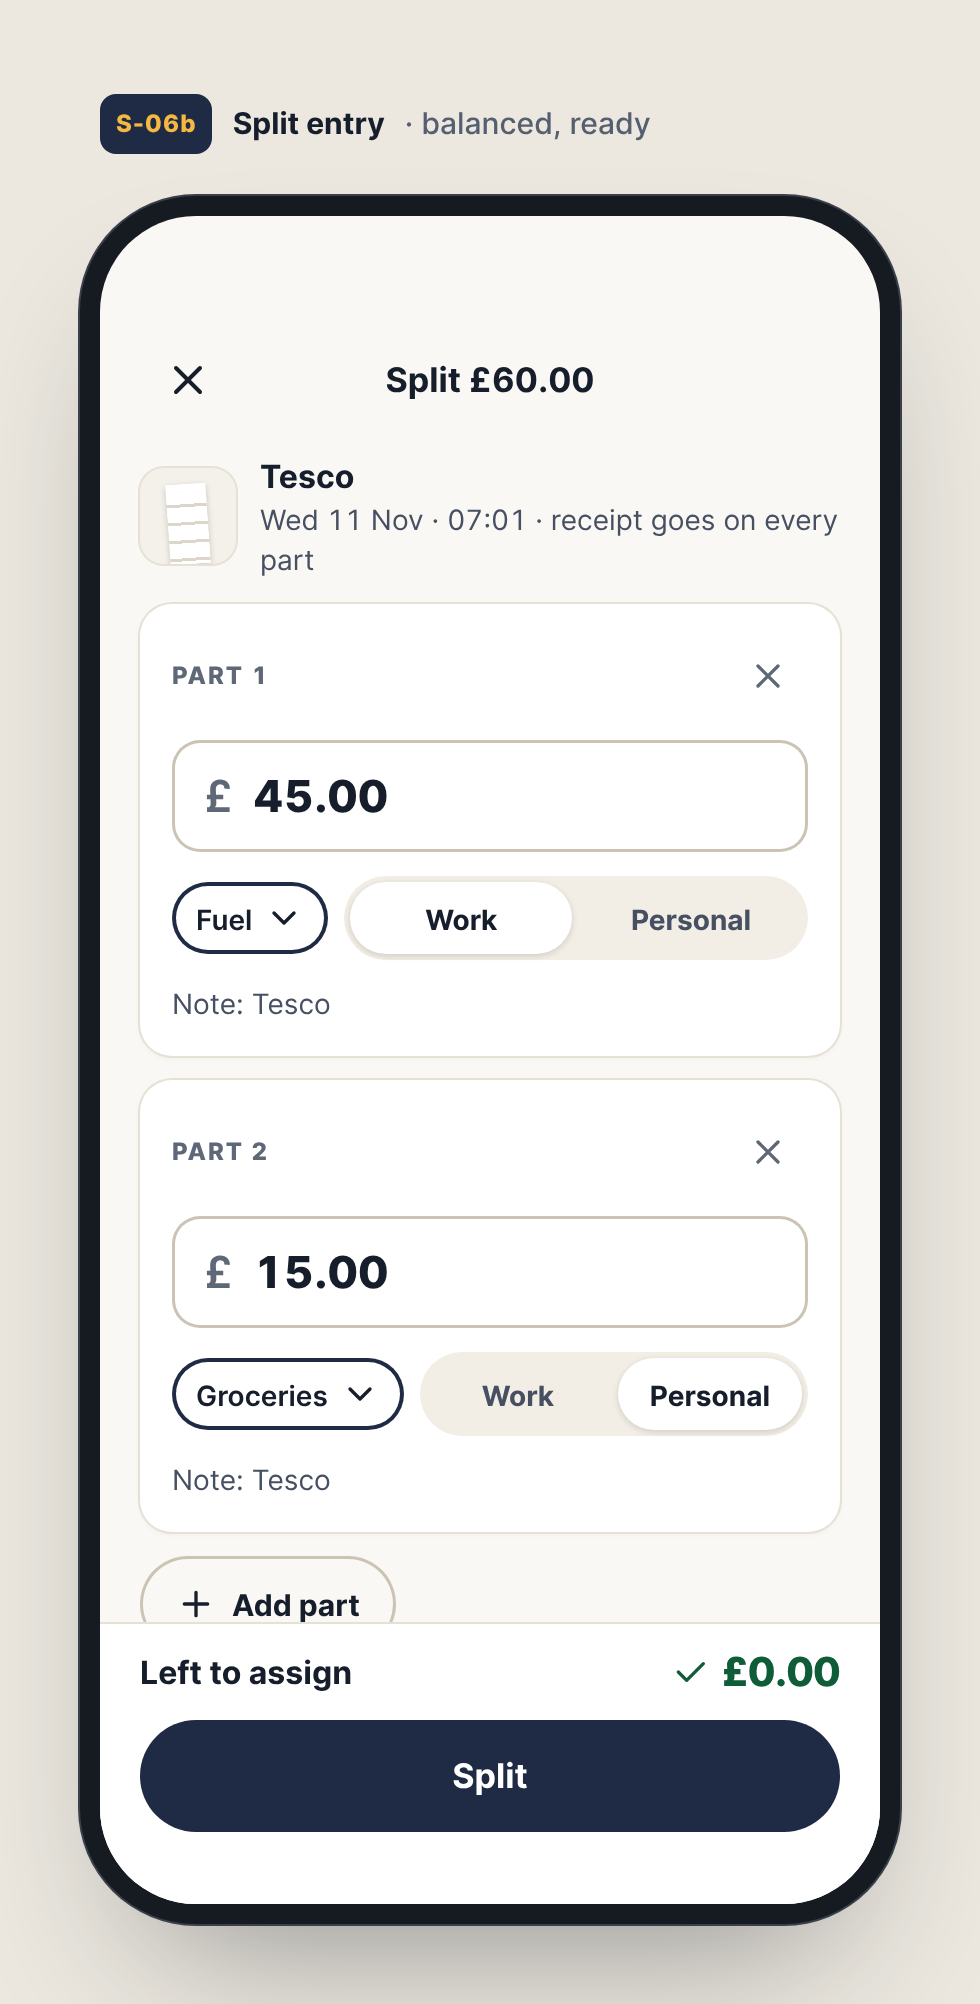 S-06b Split entry · balanced, ready
Split £60.00
Tesco
Wed 11 Nov · 07:01 · receipt goes on every
part
PART 1
£ 45.00
Fuel Work Personal
Note: Tesco
PART 2
£ 15.00
Groceries Work Personal
Note: Tesco
Add part
Left to assign £0.00
Split